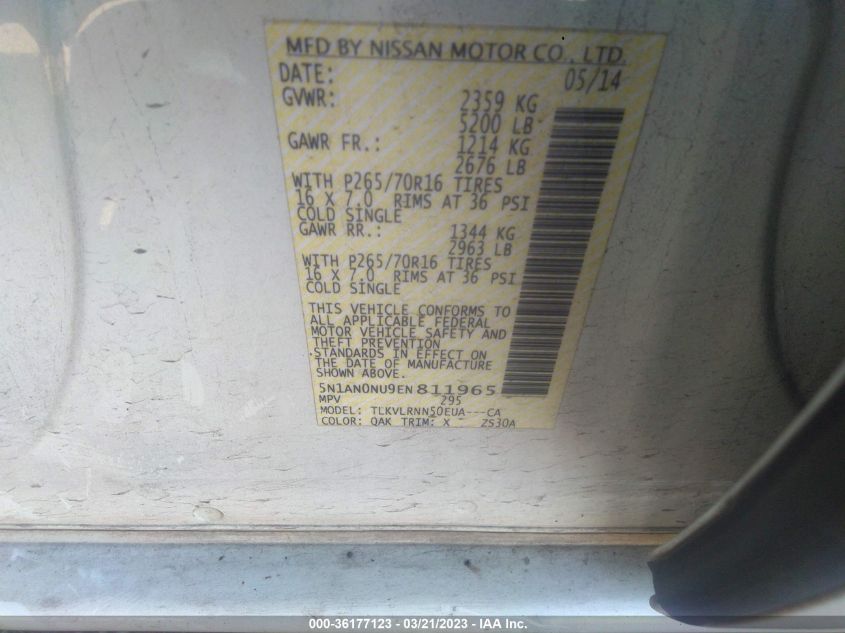 MFD BY NISSAN MOTOR CO., LTD.
DATE: 05/14
GVWR: 2359 KG
5200 LB
GAWR FR.: 1214 KG
2676 LB
WITH P265/70R16 TIRES
16 X 7.0 RIMS AT 36 PSI
COLD SINGLE
GAWR RR.: 1344 KG
2963 LB
WITH P265/70R16 TIRES
16 X 7.0 RIMS AT 36 PSI
COLD SINGLE
THIS VEHICLE CONFORMS TO
ALL APPLICABLE FEDERAL
MOTOR VEHICLE SAFETY AND
THEFT PREVENTION
STANDARDS IN EFFECT ON
THE DATE OF MANUFACTURE
SHOWN ABOVE.
5N1AN0NU9EN811965
MPV 295
MODEL: TLKVLRNN50EUA---CA
COLOR: QAK TRIM: X - ZS30A
000-36177123 - 03/21/2023 - IAA Inc.